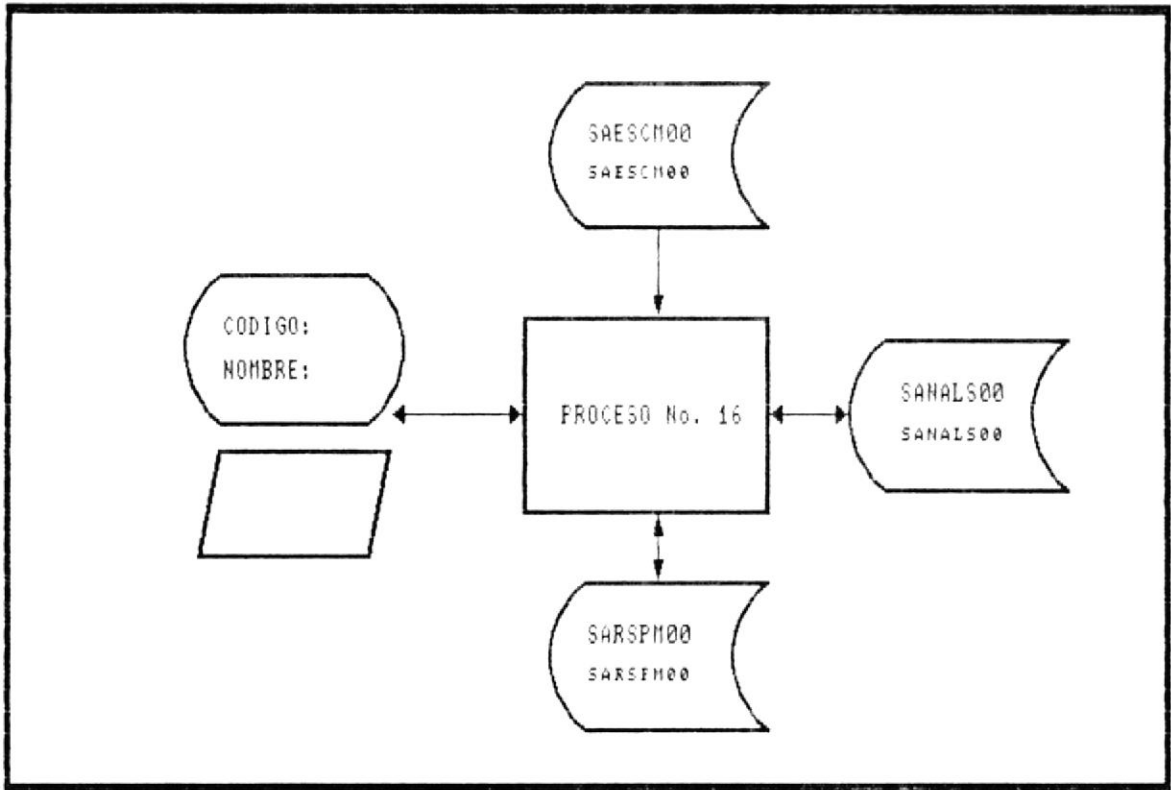 SAESCM00
SAESCM00
CODIGO:
NOMBRE:
PROCESO No. 16
SANALS00
SANALS00
SARSPM00
SARSPM00